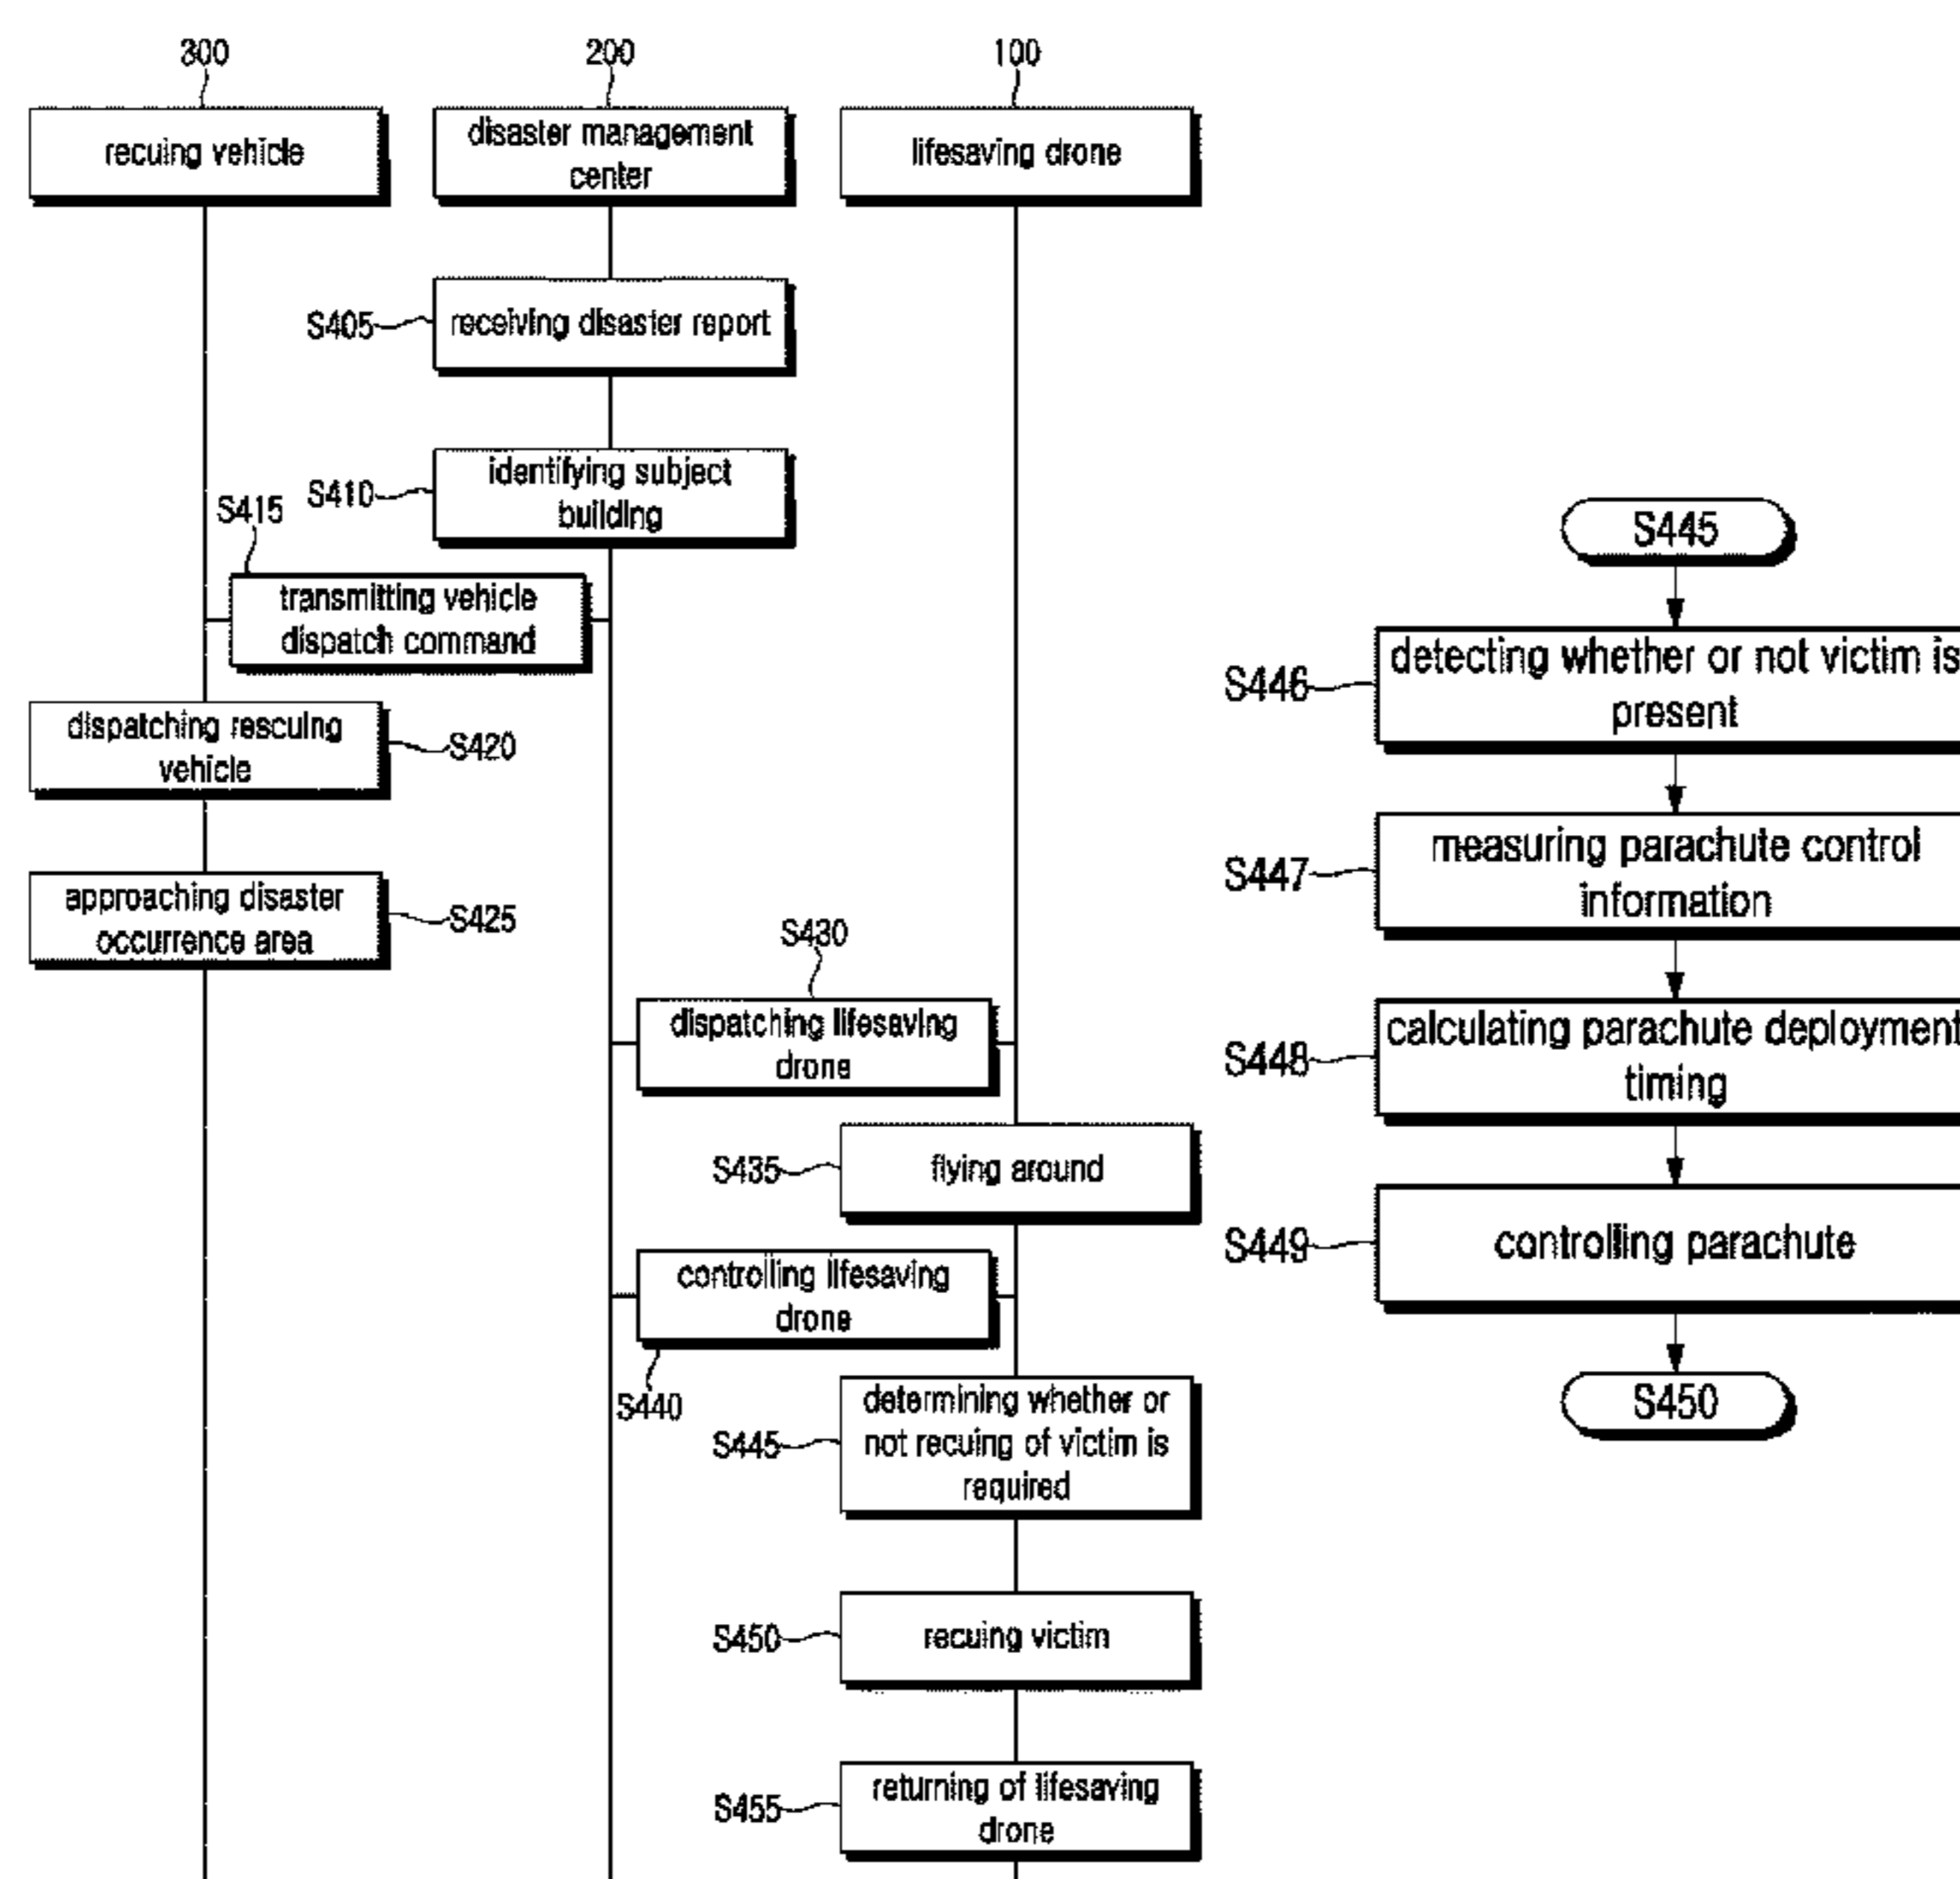 300
200
100
recuing vehicle
disaster management
center
lifesaving drone
S405
receiving disaster report
S410
identifying subject
building
S415
transmitting vehicle
dispatch command
dispatching rescuing
vehicle
S420
approaching disaster
occurrence area
S425
S430
dispatching lifesaving
drone
S435
flying around
controlling lifesaving
drone
S440
S445
determining whether or
not recuing of victim is
required
S450
recuing victim
S455
returning of lifesaving
drone
S445
S446
detecting whether or not victim is
present
S447
measuring parachute control
information
S448
calculating parachute deployment
timing
S449
controlling parachute
S450